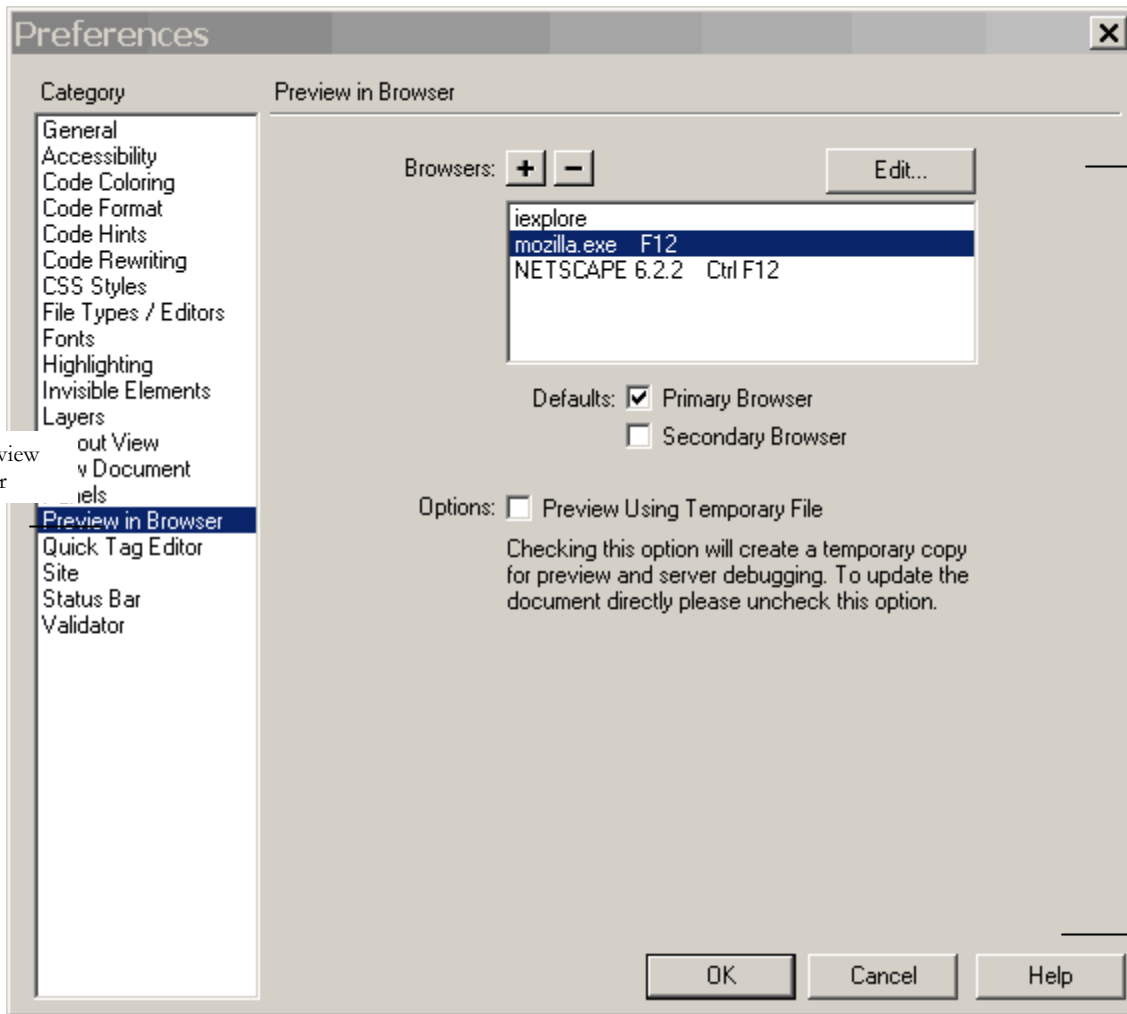 Preferences
Category
General
Accessibility
Code Coloring
Code Format
Code Hints
Code Rewriting
CSS Styles
File Types / Editors
Fonts
Highlighting
Invisible Elements
Layers
out View
Document
Preview in Browser
Quick Tag Editor
Site
Status Bar
Validator
view
Preview in Browser
Browsers: + − Edit...
iexplore
mozilla.exe F12
NETSCAPE 6.2.2 Ctrl F12
Defaults: Primary Browser
Secondary Browser
Options: Preview Using Temporary File
Checking this option will create a temporary copy
for preview and server debugging. To update the
document directly please uncheck this option.
OK Cancel Help